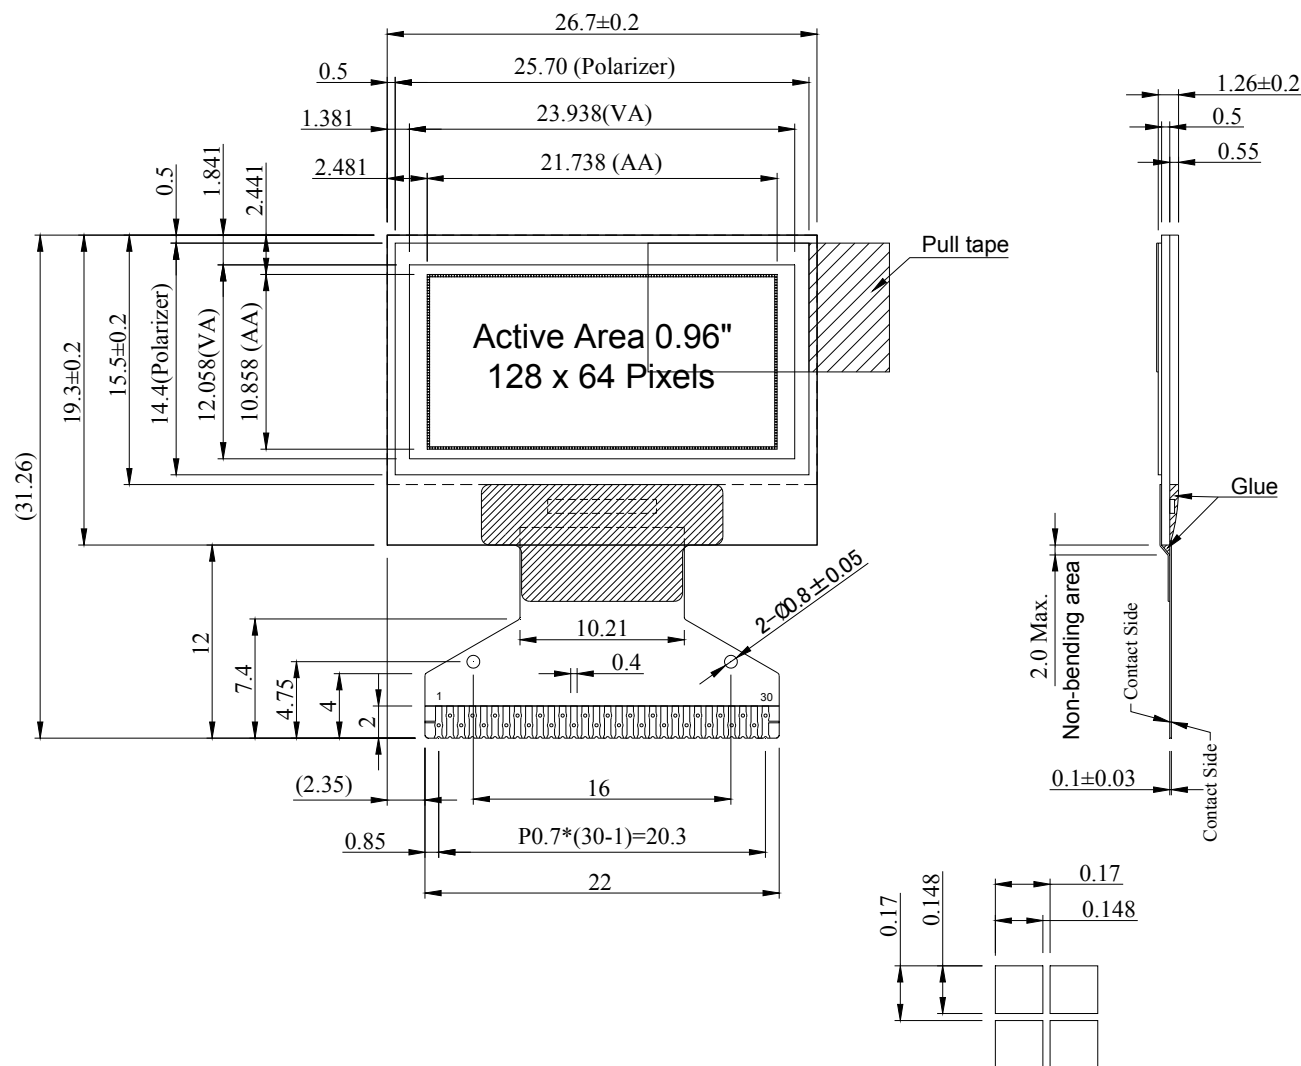 26.7±0.2
0.5
25.70 (Polarizer)
1.381
23.938(VA)
2.481
21.738 (AA)
0.5
1.841
2.441
1.26±0.2
0.5
0.55
Pull tape
Active Area 0.96"
128 x 64 Pixels
(31.26)
19.3±0.2
15.5±0.2
14.4(Polarizer)
12.058(VA)
10.858 (AA)
Glue
12
7.4
4.75
4
2
10.21
0.4
2-Ø0.8±0.05
1
30
2.0 Max.
Non-bending area
Contact Side
Contact Side
0.1±0.03
(2.35)
16
0.85
P0.7*(30-1)=20.3
22
0.17
0.148
0.17
0.148